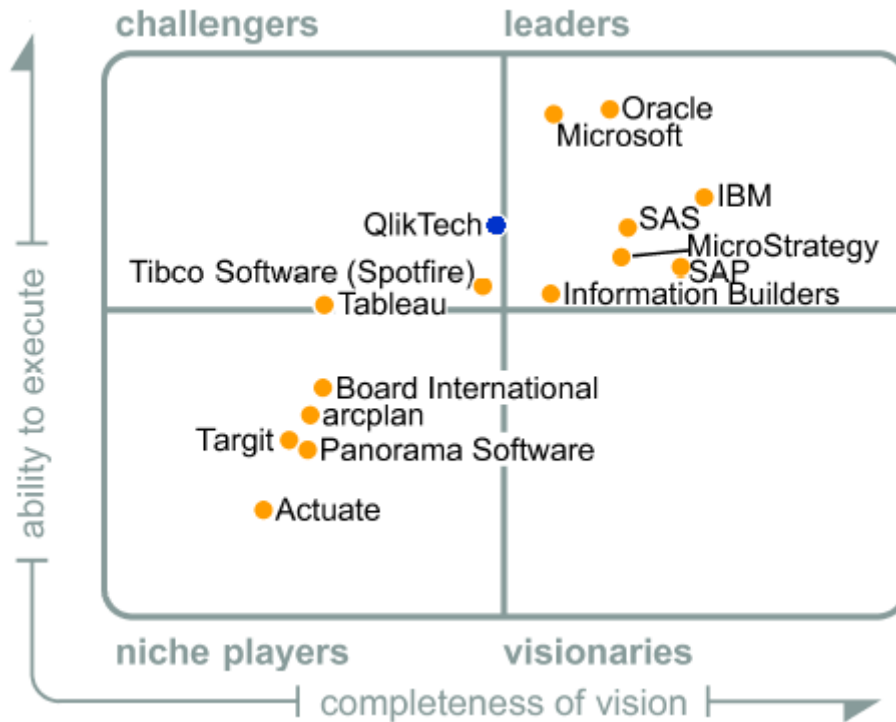 challengers
leaders
Oracle
Microsoft
IBM
SAS
QlikTech
MicroStrategy
Tibco Software (Spotfire)
SAP
Information Builders
Tableau
Board International
arcplan
Targit
Panorama Software
Actuate
ability to execute
niche players
visionaries
completeness of vision